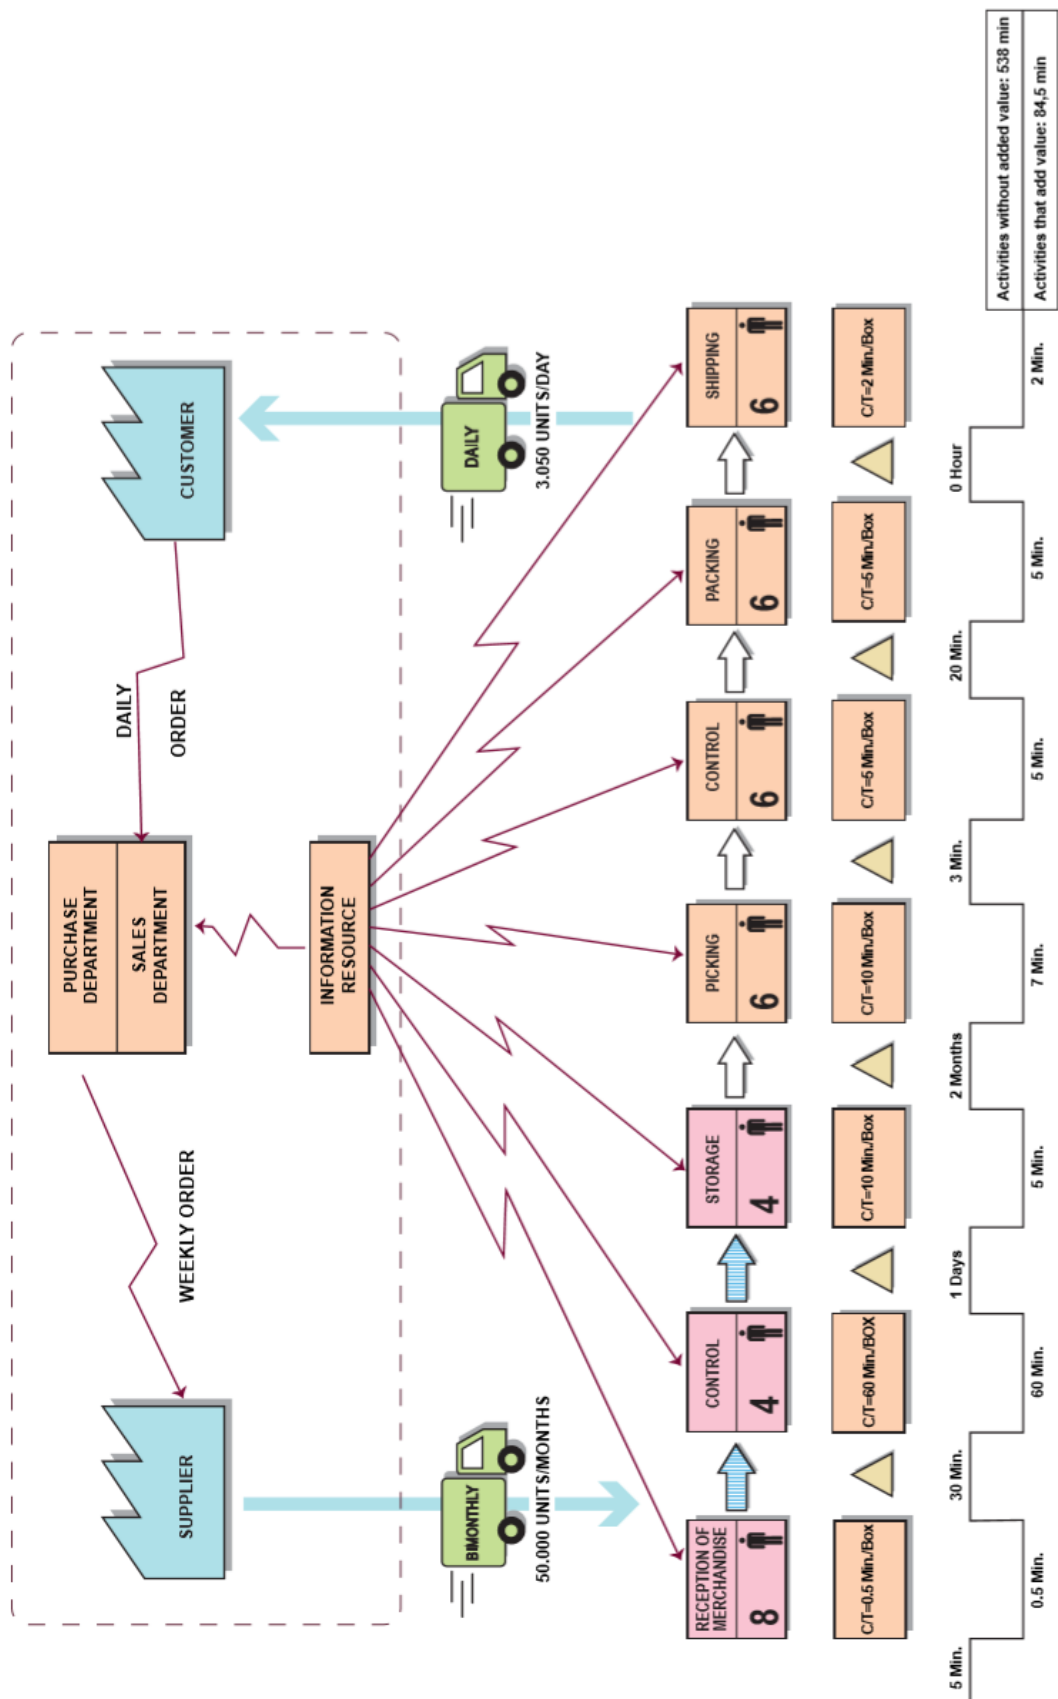 SUPPLIER
WEEKLY ORDER
PURCHASE
DEPARTMENT
SALES
DEPARTMENT
DAILY
ORDER
CUSTOMER
INFORMATION
RESOURCE
BIMONTHLY
50.000 UNITS/MONTHS
DAILY
3.050 UNITS/DAY
RECEPTION OF
MERCHANDISE
8
CONTROL
4
STORAGE
4
PICKING
6
CONTROL
6
PACKING
6
SHIPPING
6
C/T=0.5 Min./Box
C/T=60 Min./BOX
C/T=10 Min./Box
C/T=10 Min./Box
C/T=5 Min./Box
C/T=5 Min./Box
C/T=2 Min./Box
5 Min.
30 Min.
1 Days
2 Months
3 Min.
20 Min.
0 Hour
Activities without added value: 538 min
0.5 Min.
60 Min.
5 Min.
7 Min.
5 Min.
5 Min.
2 Min.
Activities that add value: 84,5 min